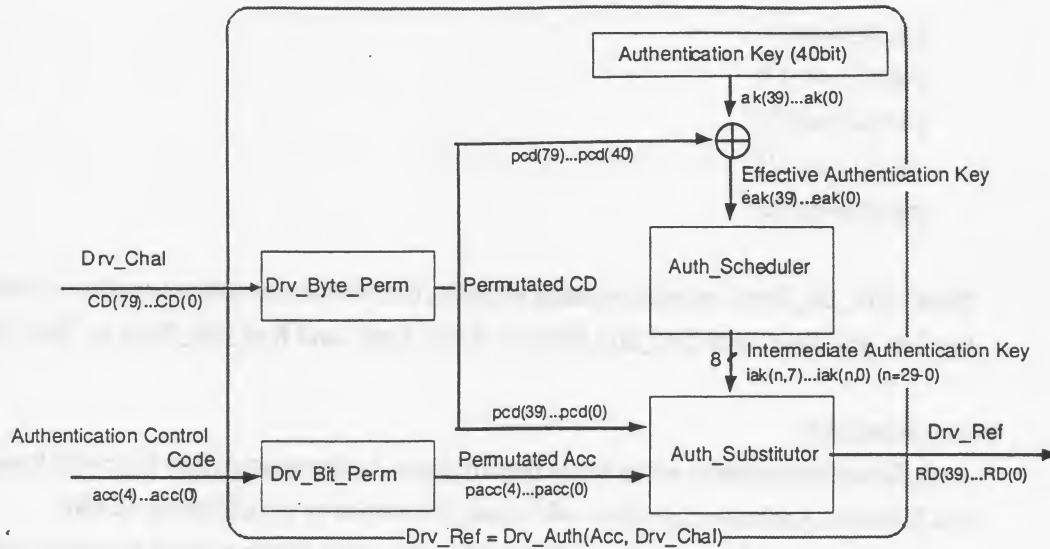 Authentication Key (40bit)
ak(39)...ak(0)
pcd(79)...pcd(40)
Effective Authentication Key
eak(39)...eak(0)
Drv_Chal
CD(79)...CD(0)
Drv_Byte_Perm
Permutated CD
Auth_Scheduler
8
Intermediate Authentication Key
iak(n,7)...iak(n,0) (n=29-0)
pcd(39)...pcd(0)
Authentication Control
Code
acc(4)...acc(0)
Drv_Bit_Perm
Permutated Acc
pacc(4)...pacc(0)
Auth_Substitutor
Drv_Ref
RD(39)...RD(0)
Drv_Ref = Drv_Auth(Acc, Drv_Chal)